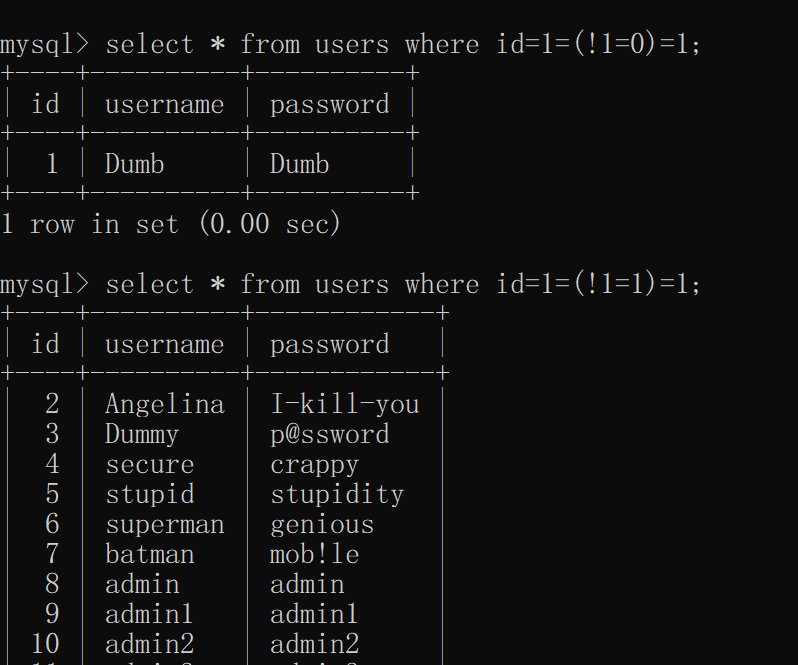 mysql> select * from users where id=1=(!1=0)=1;
+----+----------+----------+
| id | username | password |
+----+----------+----------+
| 1 | Dumb | Dumb |
+----+----------+----------+
1 row in set (0.00 sec)
mysql> select * from users where id=1=(!1=1)=1;
+----+----------+------------+
| id | username | password |
+----+----------+------------+
| 2 | Angelina | I-kill-you |
| 3 | Dummy | p@ssword |
| 4 | secure | crappy |
| 5 | stupid | stupidity |
| 6 | superman | genious |
| 7 | batman | mob!le |
| 8 | admin | admin |
| 9 | admin1 | admin1 |
| 10 | admin2 | admin2 |